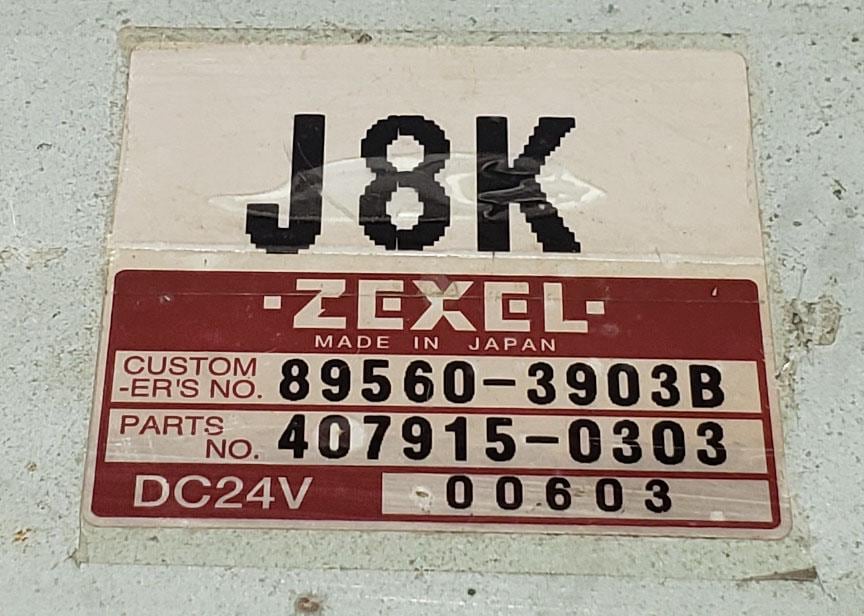 J8K
·ZEXEL·
MADE IN JAPAN
CUSTOM
-ER'S NO. 89560-3903B
PARTS
NO. 407915-0303
DC24V 00603